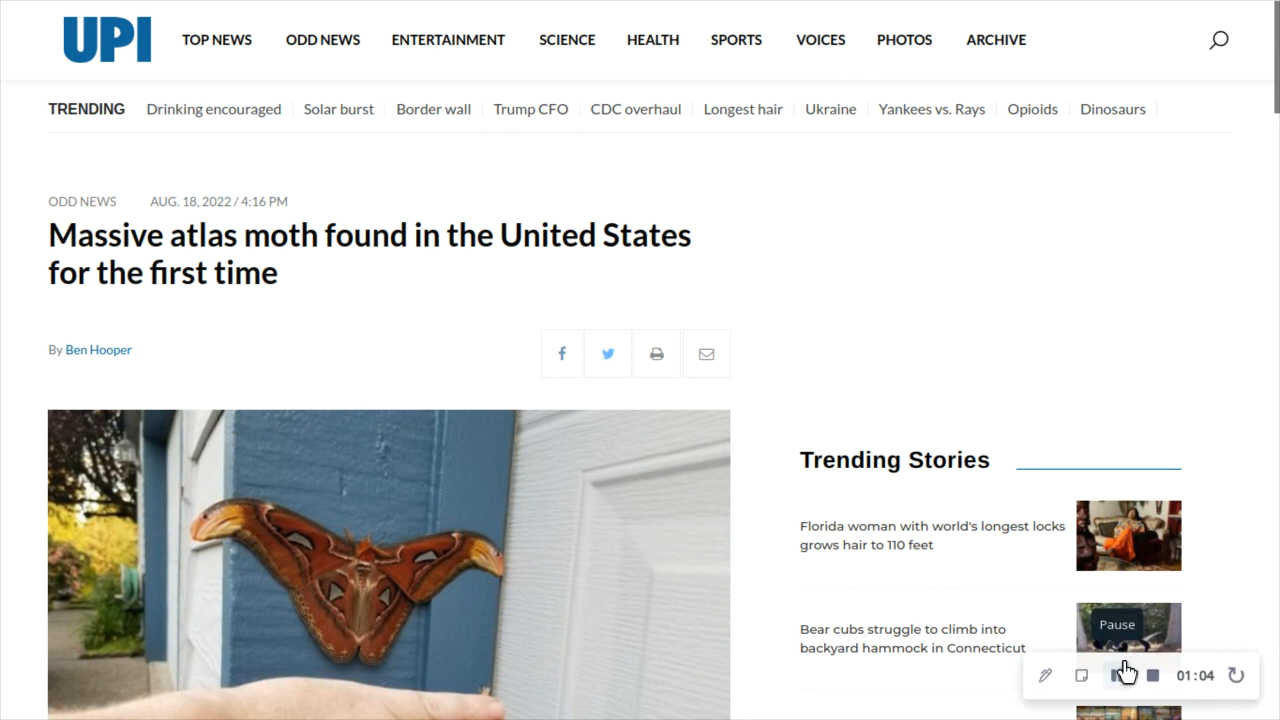 UPI
TOP NEWS ODD NEWS ENTERTAINMENT SCIENCE HEALTH SPORTS VOICES PHOTOS ARCHIVE
TRENDING Drinking encouraged Solar burst Border wall Trump CFO CDC overhaul Longest hair Ukraine Yankees vs. Rays Opioids Dinosaurs
ODD NEWS AUG. 18, 2022 / 4:16 PM
Massive atlas moth found in the United States
for the first time
By Ben Hooper
Trending Stories
Florida woman with world's longest locks
grows hair to 110 feet
Bear cubs struggle to climb into
backyard hammock in Connecticut
Pause
01:04